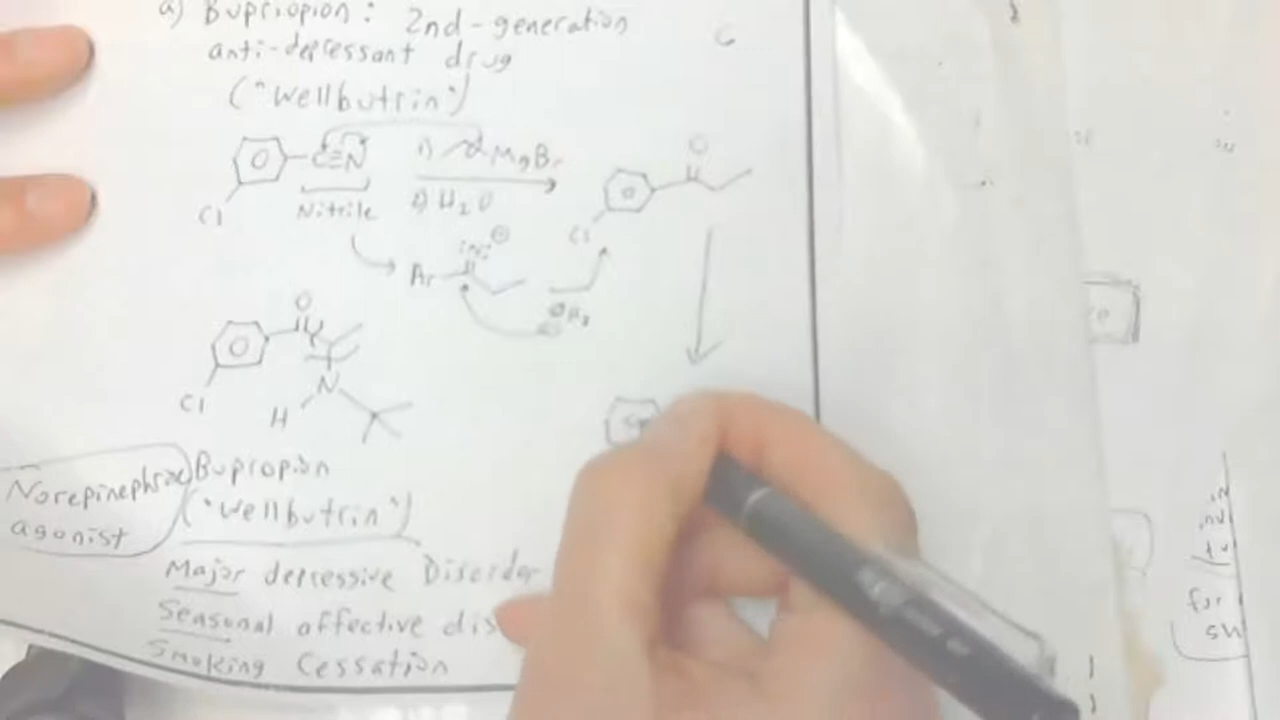 a) Bupropion: 2nd-generation
anti-depressant drug
("Wellbutrin")
C≡N
1) MgBr
2) H2O
O
Cl
Nitrile
Cl
Ar
O
N
H
Cl
Bupropion
("Wellbutrin")
Norepinephrine
agonist
Major depressive Disorder
Seasonal affective dis
Smoking Cessation
for